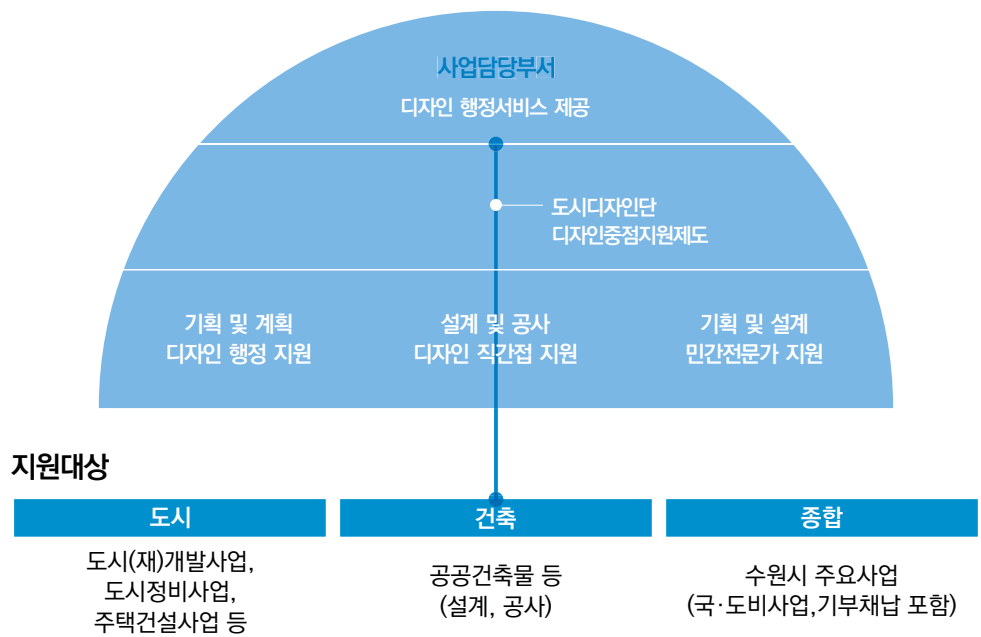 사업담당부서
디자인 행정서비스 제공
도시디자인단
디자인중점지원제도
기획 및 계획
디자인 행정 지원
설계 및 공사
디자인 직간접 지원
기획 및 설계
민간전문가 지원
지원대상
도시
도시(재)개발사업,
도시정비사업,
주택건설사업 등
건축
공공건축물 등
(설계, 공사)
종합
수원시 주요사업
(국·도비사업,기부채납 포함)